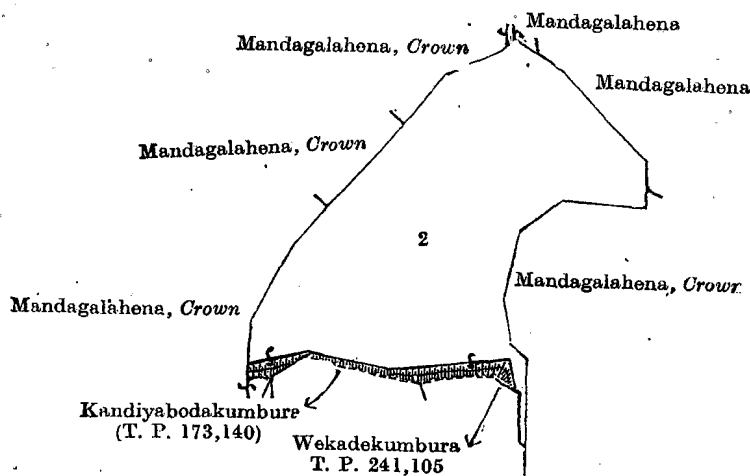 Mandagalahena
Mandagalahena, Crown
Mandagalahena
Mandagalahena, Crown
2
Mandagalahena, Crown
Mandagalahena, Crown
Kandiyabodakumbure
(T. P. 173,140)
Wekadekumbura
T. P. 241,105